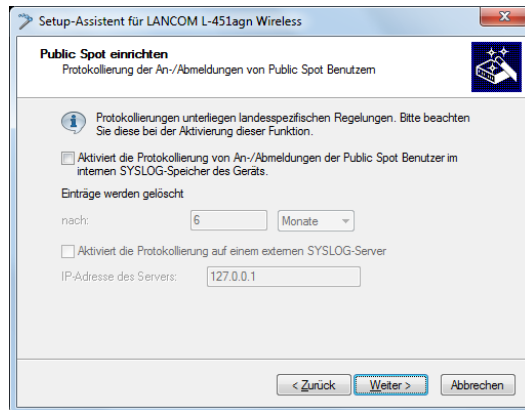 Setup-Assistent für LANCOM L-451agn Wireless
Public Spot einrichten
Protokollierung der An-/Abmeldungen von Public Spot Benutzern
Protokollierungen unterliegen landesspezifischen Regelungen. Bitte beachten
Sie diese bei der Aktivierung dieser Funktion.
Aktiviert die Protokollierung von An-/Abmeldungen der Public Spot Benutzer im
internen SYSLOG-Speicher des Geräts.
Einträge werden gelöscht
nach: 6 Monate
Aktiviert die Protokollierung auf einem externen SYSLOG-Server
IP-Adresse des Servers: 127.0.0.1
< Zurück Weiter > Abbrechen